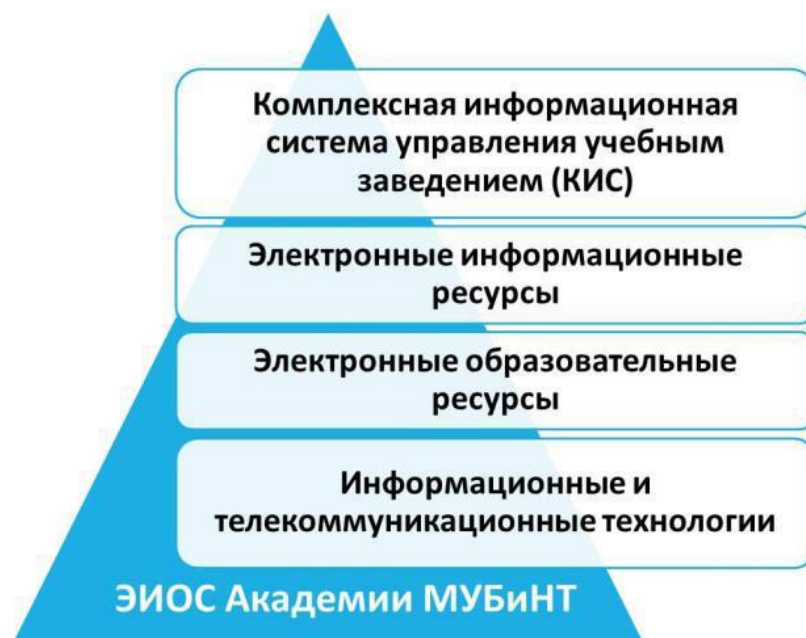 Комплексная информационная
система управления учебным
заведением (КИС)
Электронные информационные
ресурсы
Электронные образовательные
ресурсы
Информационные и
телекоммуникационные технологии
ЭИОС Академии МУБиНТ